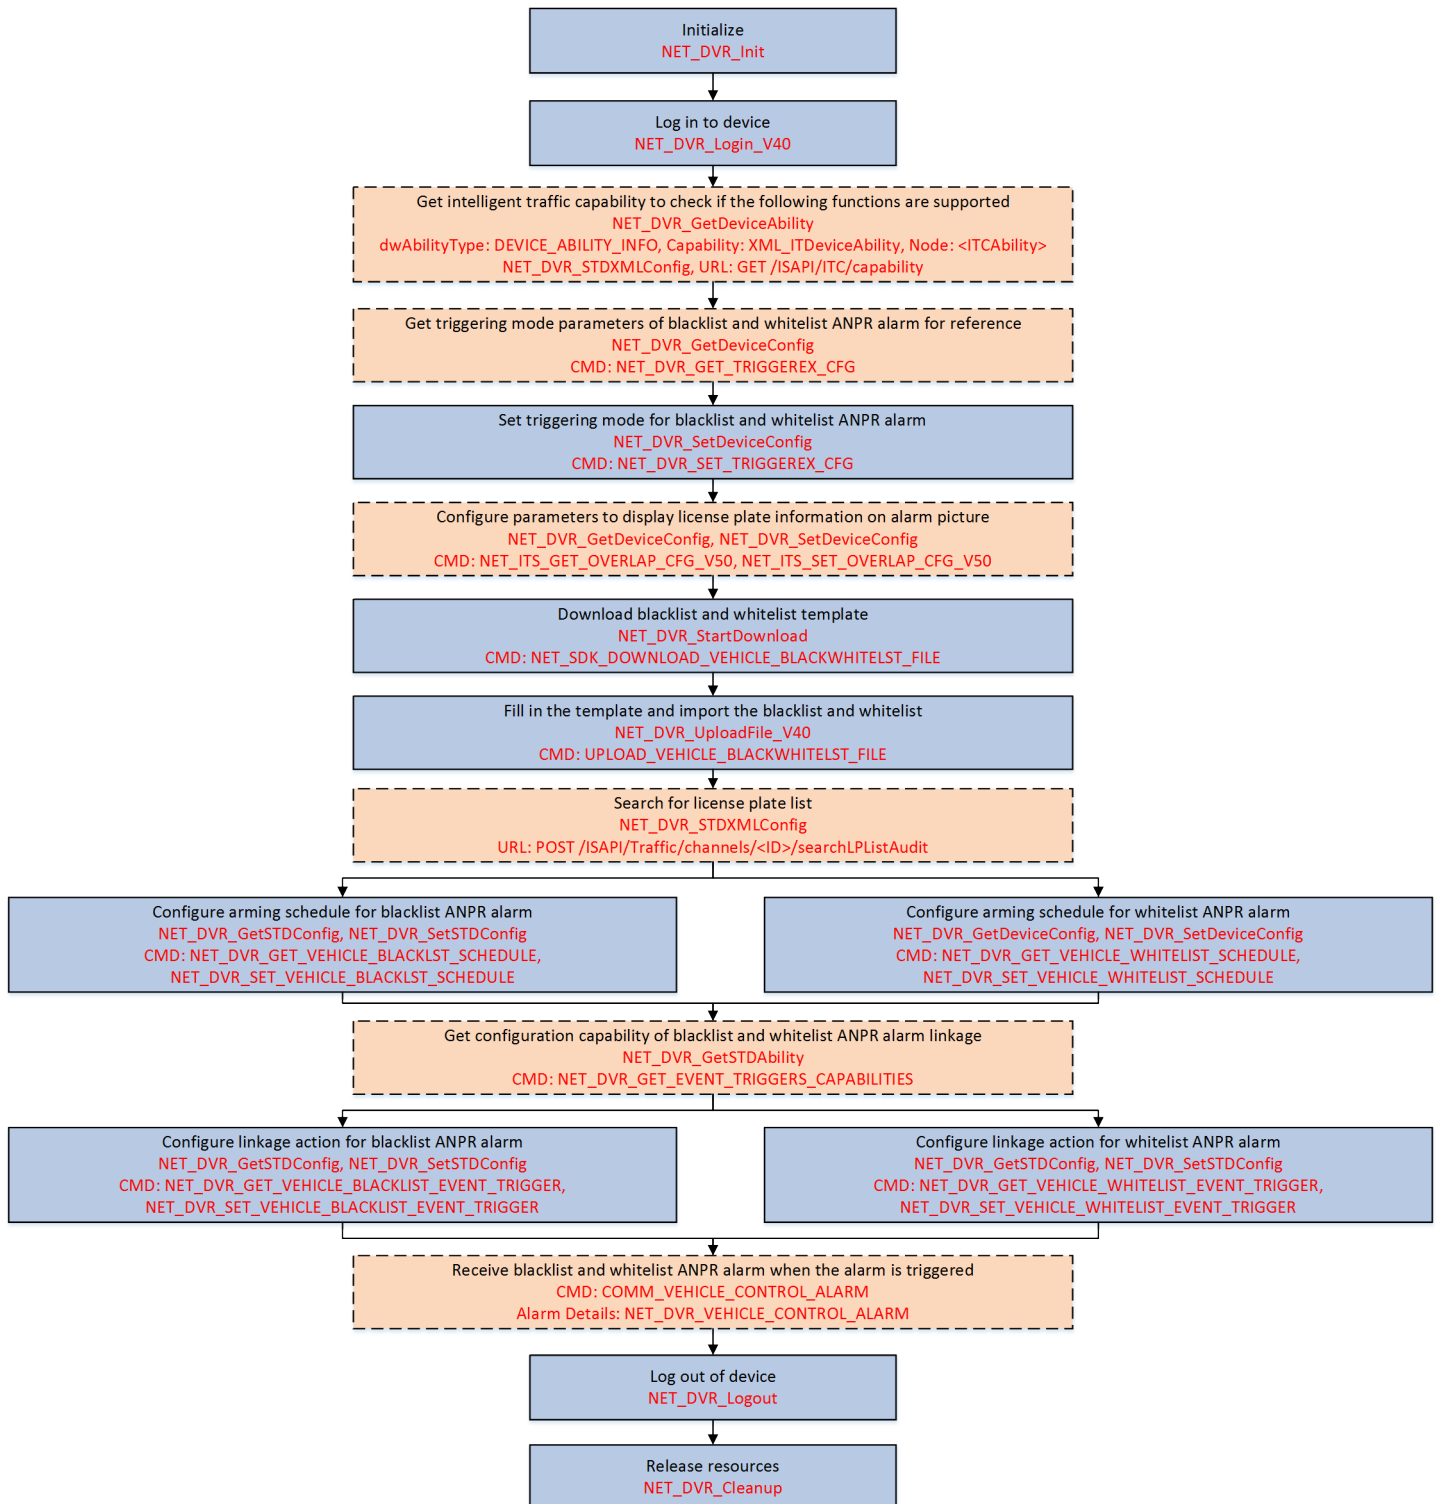 Initialize
NET_DVR_Init
Log in to device
NET_DVR_Login_V40
Get intelligent traffic capability to check if the following functions are supported
NET_DVR_GetDeviceAbility
dwAbilityType: DEVICE_ABILITY_INFO, Capability: XML_ITDeviceAbility, Node: <ITCAbility>
NET_DVR_STDXMLConfig, URL: GET /ISAPI/ITC/capability
Get triggering mode parameters of blacklist and whitelist ANPR alarm for reference
NET_DVR_GetDeviceConfig
CMD: NET_DVR_GET_TRIGGEREX_CFG
Set triggering mode for blacklist and whitelist ANPR alarm
NET_DVR_SetDeviceConfig
CMD: NET_DVR_SET_TRIGGEREX_CFG
Configure parameters to display license plate information on alarm picture
NET_DVR_GetDeviceConfig, NET_DVR_SetDeviceConfig
CMD: NET_ITS_GET_OVERLAP_CFG_V50, NET_ITS_SET_OVERLAP_CFG_V50
Download blacklist and whitelist template
NET_DVR_StartDownload
CMD: NET_SDK_DOWNLOAD_VEHICLE_BLACKWHITELST_FILE
Fill in the template and import the blacklist and whitelist
NET_DVR_UploadFile_V40
CMD: UPLOAD_VEHICLE_BLACKWHITELST_FILE
Search for license plate list
NET_DVR_STDXMLConfig
URL: POST /ISAPI/Traffic/channels/<ID>/searchLPListAudit
Configure arming schedule for blacklist ANPR alarm
NET_DVR_GetSTDConfig, NET_DVR_SetSTDConfig
CMD: NET_DVR_GET_VEHICLE_BLACKLST_SCHEDULE,
NET_DVR_SET_VEHICLE_BLACKLST_SCHEDULE
Configure arming schedule for whitelist ANPR alarm
NET_DVR_GetDeviceConfig, NET_DVR_SetDeviceConfig
CMD: NET_DVR_GET_VEHICLE_WHITELIST_SCHEDULE,
NET_DVR_SET_VEHICLE_WHITELIST_SCHEDULE
Get configuration capability of blacklist and whitelist ANPR alarm linkage
NET_DVR_GetSTDAbility
CMD: NET_DVR_GET_EVENT_TRIGGERS_CAPABILITIES
Configure linkage action for blacklist ANPR alarm
NET_DVR_GetSTDConfig, NET_DVR_SetSTDConfig
CMD: NET_DVR_GET_VEHICLE_BLACKLIST_EVENT_TRIGGER,
NET_DVR_SET_VEHICLE_BLACKLIST_EVENT_TRIGGER
Configure linkage action for whitelist ANPR alarm
NET_DVR_GetSTDConfig, NET_DVR_SetSTDConfig
CMD: NET_DVR_GET_VEHICLE_WHITELIST_EVENT_TRIGGER,
NET_DVR_SET_VEHICLE_WHITELIST_EVENT_TRIGGER
Receive blacklist and whitelist ANPR alarm when the alarm is triggered
CMD: COMM_VEHICLE_CONTROL_ALARM
Alarm Details: NET_DVR_VEHICLE_CONTROL_ALARM
Log out of device
NET_DVR_Logout
Release resources
NET_DVR_Cleanup